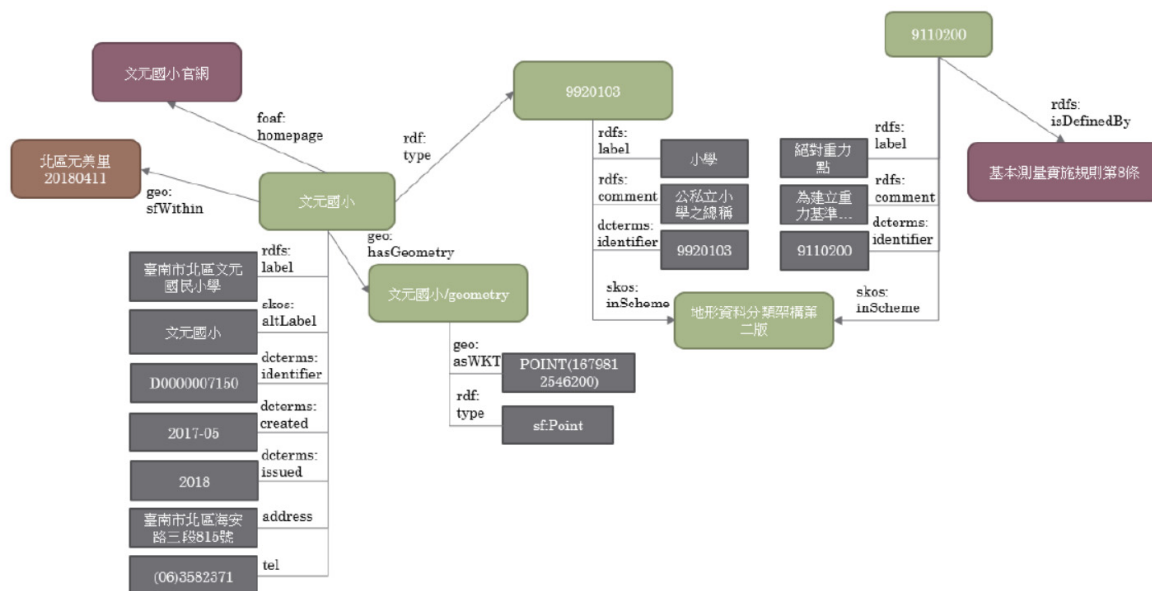 9110200
文元國小官網
9920103
foaf:
homepage
rdf:
type
rdfs:
isDefinedBy
rdfs:
label
小學
絕對重力
點
rdfs:
label
北區元美里
20180411
基本測量實施規則第8條
geo:
sfWithin
文元國小
rdfs:
comment
公私立小
學之總稱
為建立重
力基準...
rdfs:
comment
dcterms:
identifier
9920103
9110200
dcterms:
identifier
geo:
hasGeometry
臺南市北區文元
國民小學
rdfs:
label
文元國小/geometry
skos:
inScheme
地形資料分類架構第
二版
skos:
inScheme
文元國小
skos:
altLabel
geo:
asWKT
POINT(167981
2546200)
D0000007150
dcterms:
identifier
rdf:
type
sf:Point
2017-05
dcterms:
created
2018
dcterms:
issued
臺南市北區海安
路三段815號
address
(06)3582371
tel